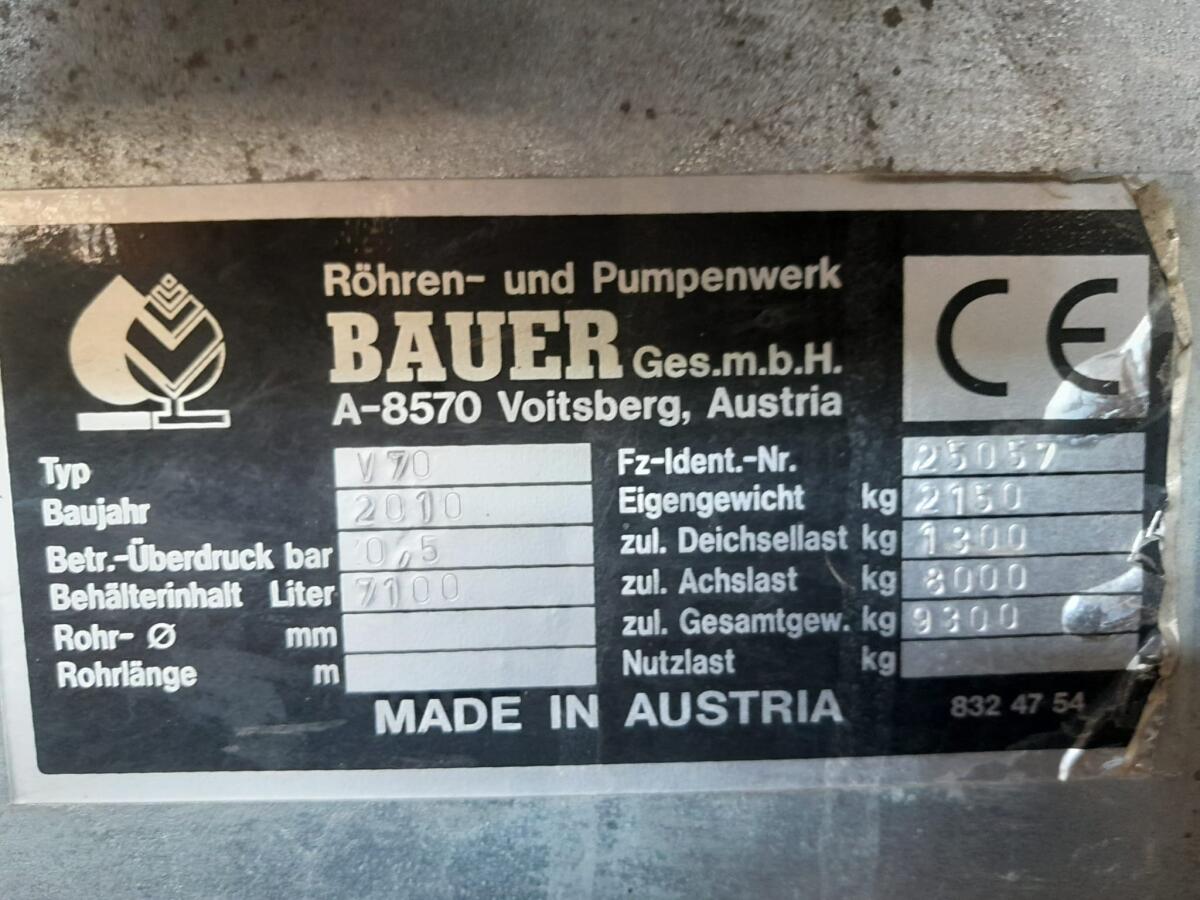 Röhren- und Pumpenwerk
BAUER Ges.m.b.H.
A-8570 Voitsberg, Austria
CE
Typ V 70
Baujahr 2010
Betr.-Überdruck bar 0,5
Behälterinhalt Liter 7100
Rohr- Ø mm
Rohrlänge m
Fz-Ident.-Nr. 25057
Eigengewicht kg 2150
zul. Deichsellast kg 1300
zul. Achslast kg 8000
zul. Gesamtgew. kg 9300
Nutzlast kg
MADE IN AUSTRIA
832 47 54